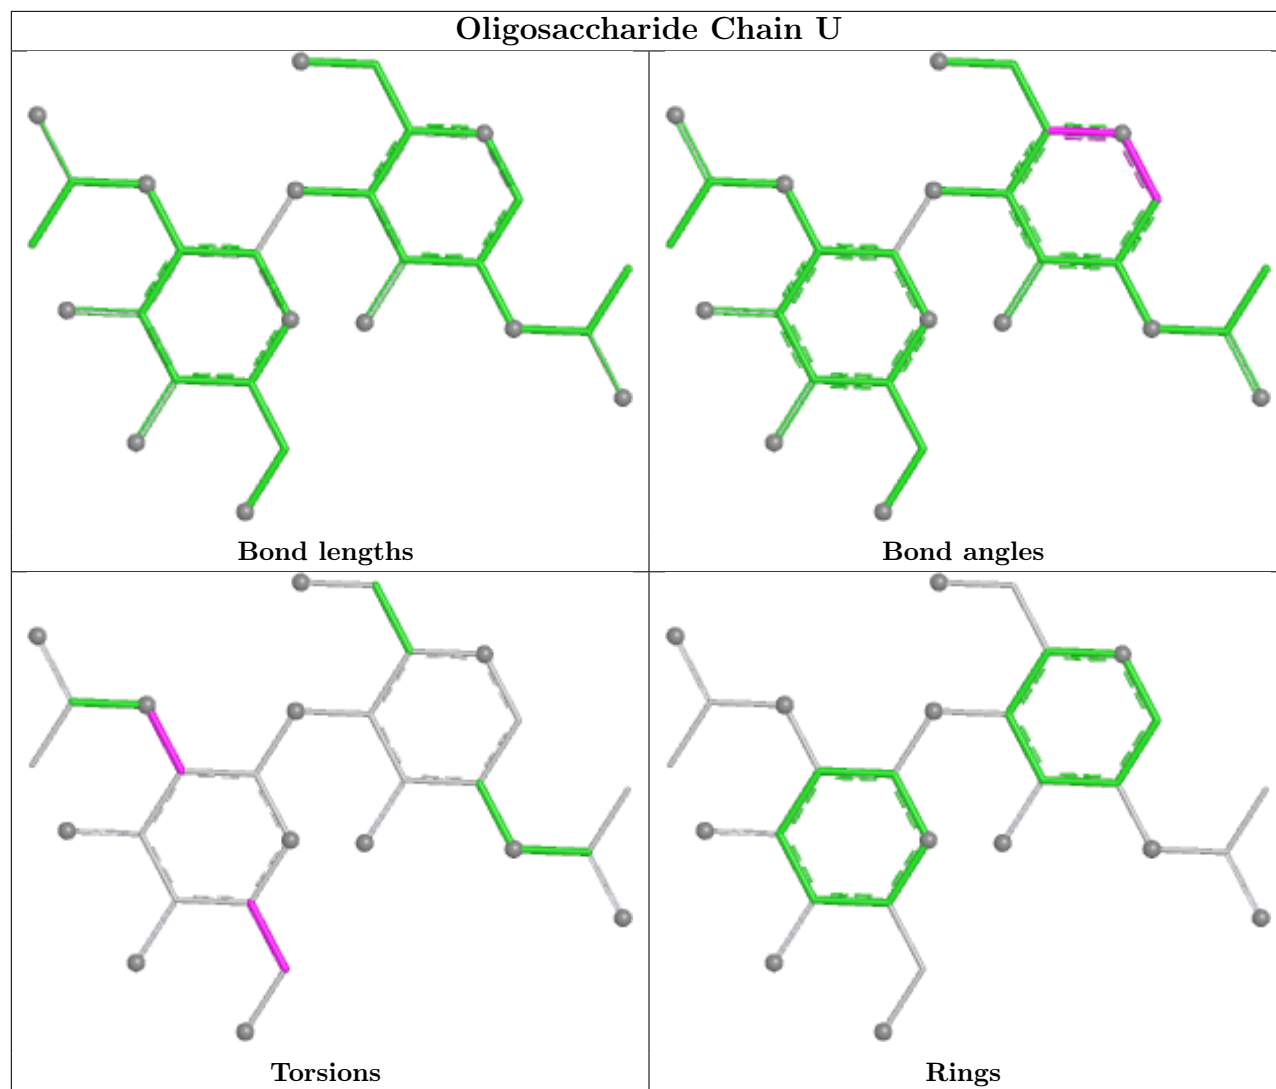 Oligosaccharide Chain U
Bond lengths
Bond angles
Torsions
Rings